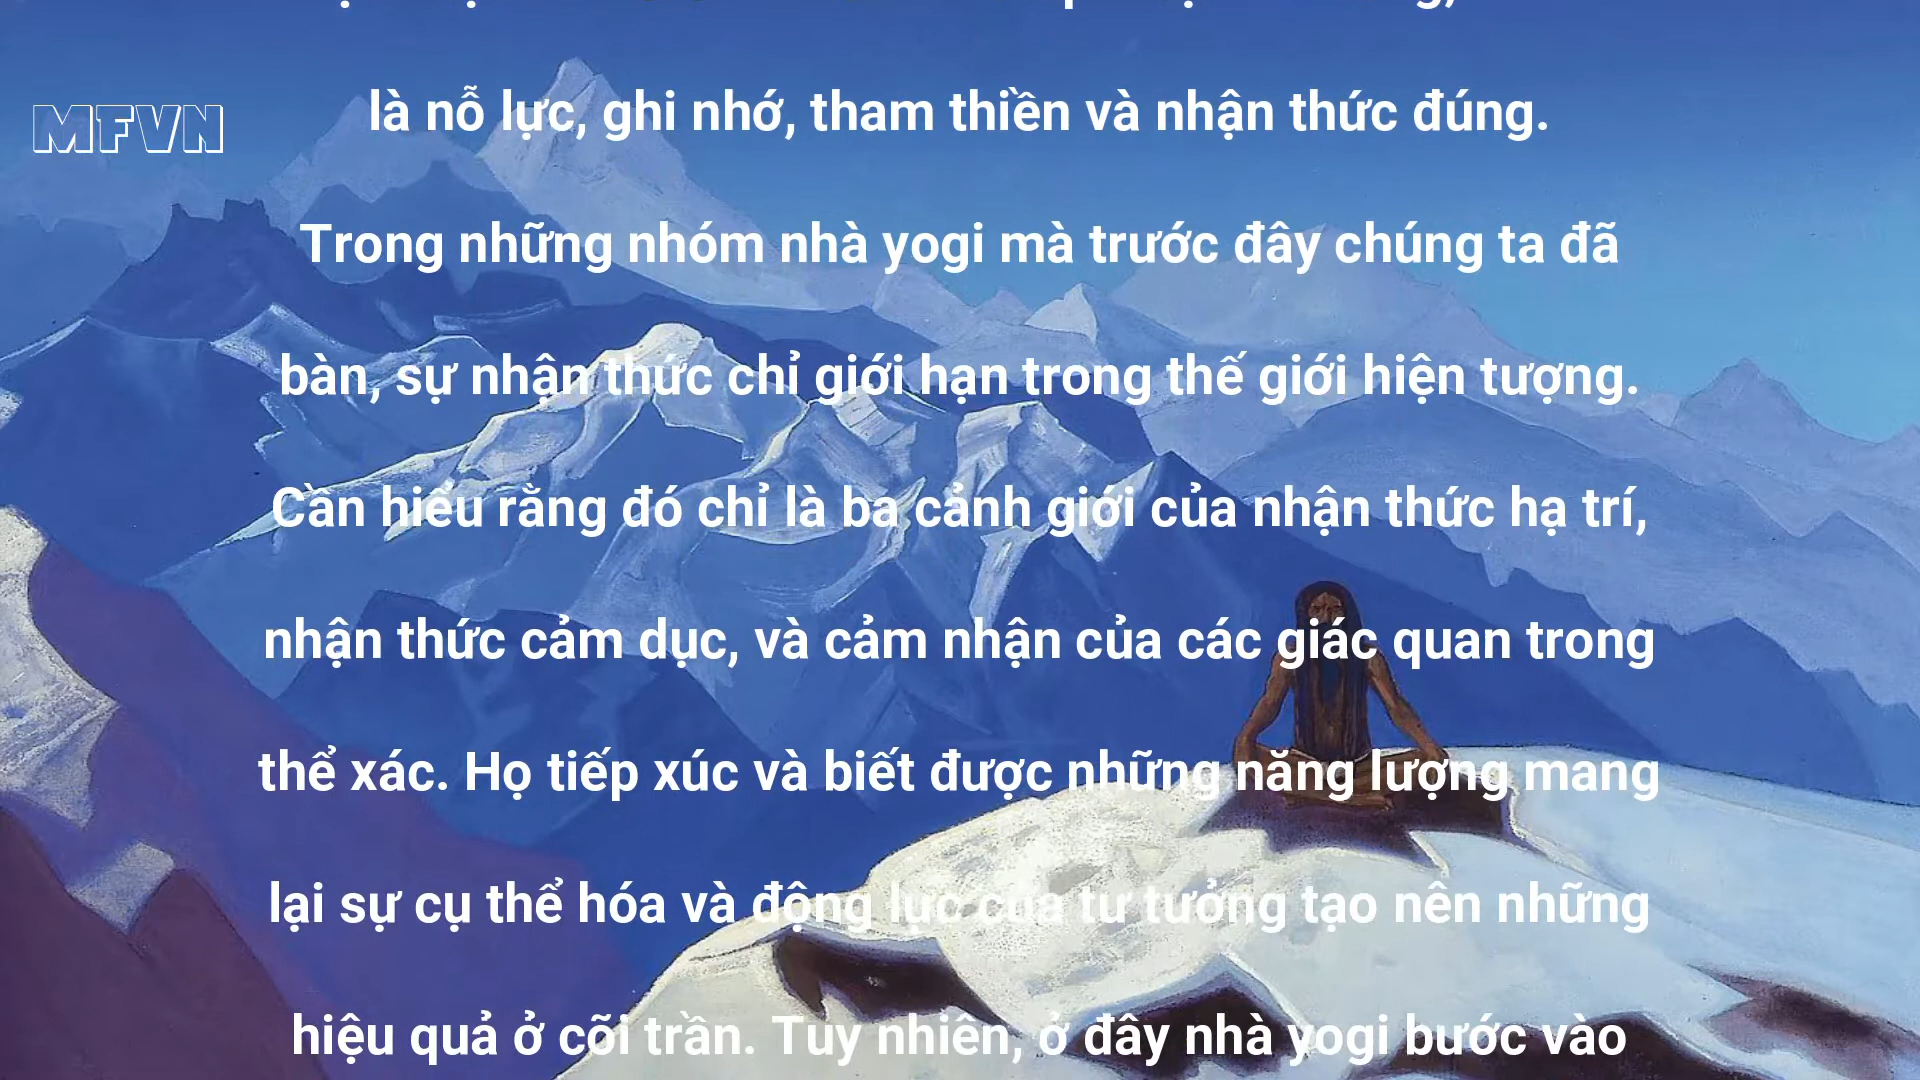 MFVN
là nỗ lực, ghi nhớ, tham thiền và nhận thức đúng.
Trong những nhóm nhà yogi mà trước đây chúng ta đã
bàn, sự nhận thức chỉ giới hạn trong thế giới hiện tượng.
Cần hiểu rằng đó chỉ là ba cảnh giới của nhận thức hạ trí,
nhận thức cảm dục, và cảm nhận của các giác quan trong
thể xác. Họ tiếp xúc và biết được những năng lượng mang
lại sự cụ thể hóa và động lực của tư tưởng tạo nên những
hiệu quả ở cõi trần. Tuy nhiên, ở đây nhà yogi bước vào